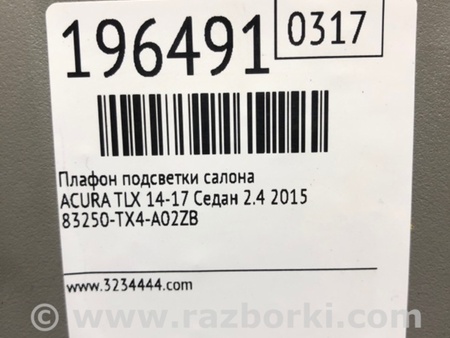 196491
0317
Плафон подсветки салона
ACURA TLX 14-17 Седан 2.4 2015
83250-TX4-A02ZB
www.3234444.com
© www.razborki.com